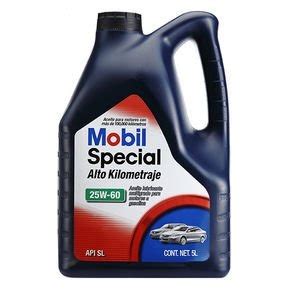 Aceite para motores con
más de 100,000 kilómetros
Mobil
Special
Alto Kilometraje
25W-60
Aceite lubricante
multigrado para
motores a
gasolina
API SL
CONT. NET. 5L